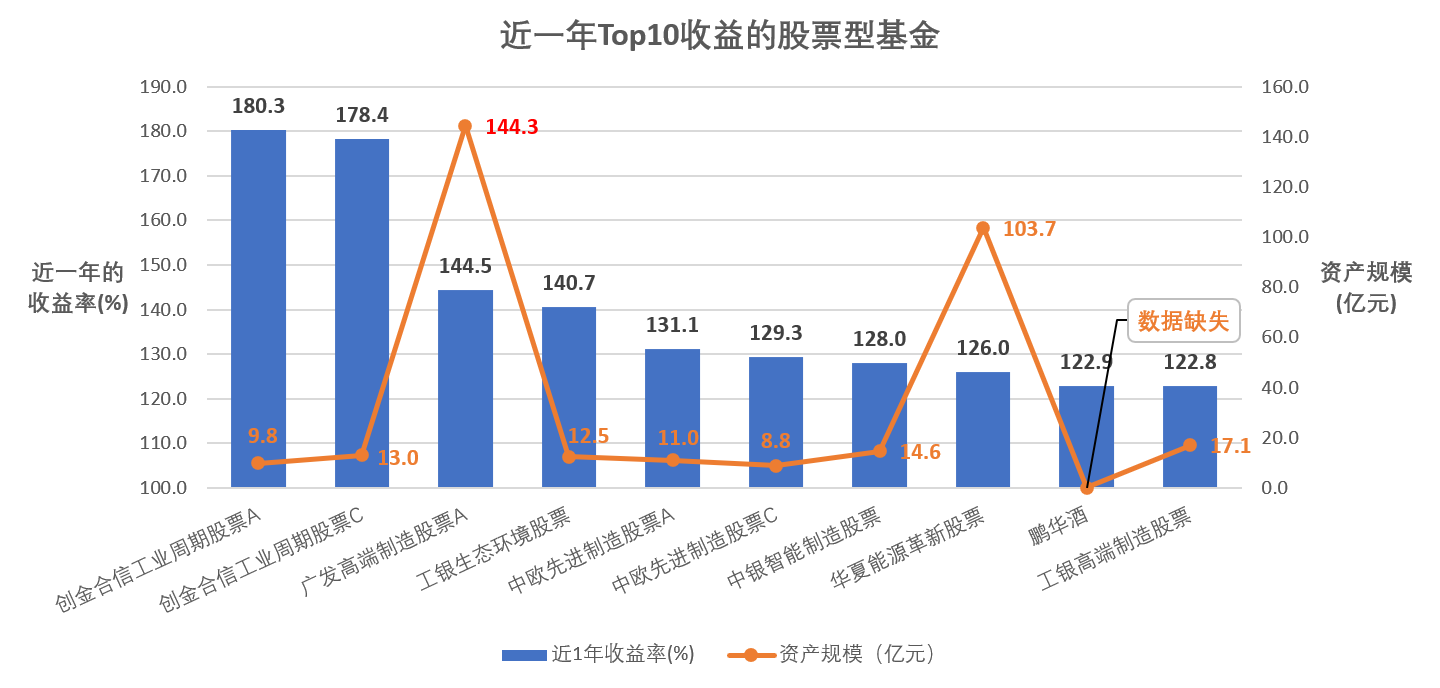 近一年Top10收益的股票型基金
190.0
180.0
170.0
160.0
150.0
140.0
130.0
120.0
110.0
100.0
近一年的
收益率(%)
180.3
178.4
144.5
140.7
131.1
129.3
128.0
126.0
122.9
122.8
9.8
13.0
144.3
12.5
11.0
8.8
14.6
103.7
数据缺失
17.1
160.0
140.0
120.0
100.0
80.0
60.0
40.0
20.0
0.0
资产规模
(亿元)
创金合信工业周期股票A
创金合信工业周期股票C
广发高端制造股票A
工银生态环境股票
中欧先进制造股票A
中欧先进制造股票C
中银智能制造股票
华夏能源革新股票
鹏华酒
工银高端制造股票
近1年收益率(%)
资产规模（亿元）